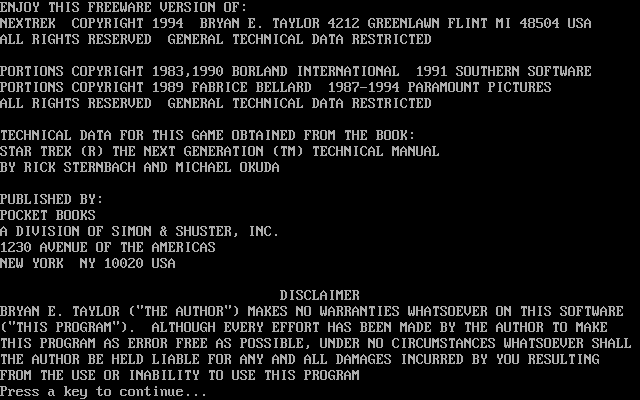 ENJOY THIS FREEWARE VERSION OF:
NEXTREK  COPYRIGHT 1994  BRYAN E. TAYLOR 4212 GREENLAWN FLINT MI 48504 USA
ALL RIGHTS RESERVED  GENERAL TECHNICAL DATA RESTRICTED
PORTIONS COPYRIGHT 1983,1990 BORLAND INTERNATIONAL  1991 SOUTHERN SOFTWARE
PORTIONS COPYRIGHT 1989 FABRICE BELLARD  1987-1994 PARAMOUNT PICTURES
ALL RIGHTS RESERVED  GENERAL TECHNICAL DATA RESTRICTED
TECHNICAL DATA FOR THIS GAME OBTAINED FROM THE BOOK:
STAR TREK (R) THE NEXT GENERATION (TM) TECHNICAL MANUAL
BY RICK STERNBACH AND MICHAEL OKUDA
PUBLISHED BY:
POCKET BOOKS
A DIVISION OF SIMON & SHUSTER, INC.
1230 AVENUE OF THE AMERICAS
NEW YORK  NY 10020 USA
DISCLAIMER
BRYAN E. TAYLOR ("THE AUTHOR") MAKES NO WARRANTIES WHATSOEVER ON THIS SOFTWARE
("THIS PROGRAM").  ALTHOUGH EVERY EFFORT HAS BEEN MADE BY THE AUTHOR TO MAKE
THIS PROGRAM AS ERROR FREE AS POSSIBLE, UNDER NO CIRCUMSTANCES WHATSOEVER SHALL
THE AUTHOR BE HELD LIABLE FOR ANY AND ALL DAMAGES INCURRED BY YOU RESULTING
FROM THE USE OR INABILITY TO USE THIS PROGRAM
Press a key to continue...